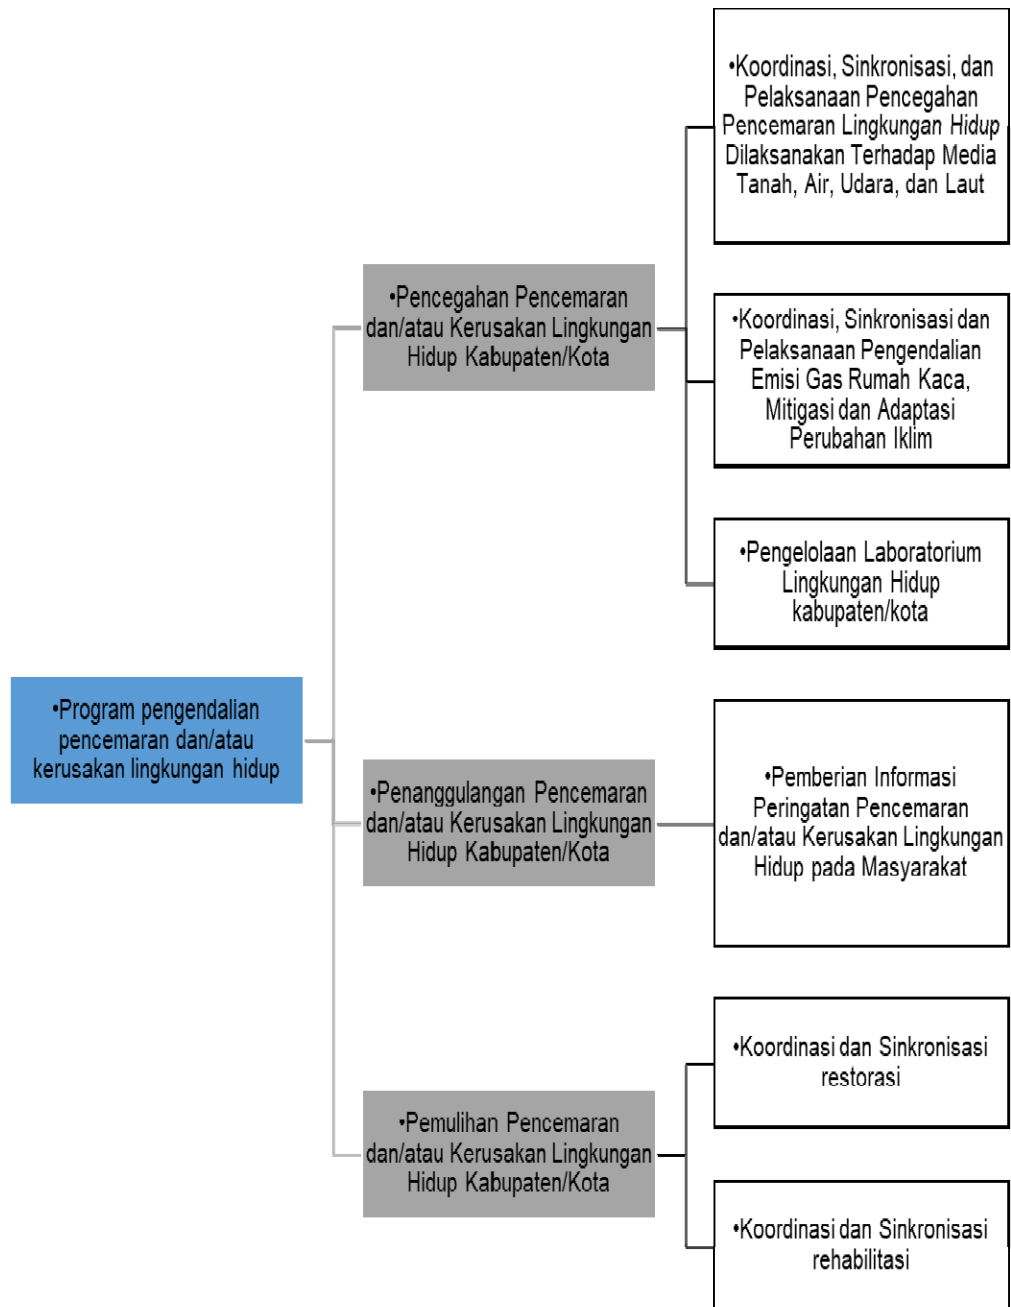 •Program pengendalian
pencemaran dan/atau
kerusakan lingkungan hidup
•Pencegahan Pencemaran
dan/atau Kerusakan Lingkungan
Hidup Kabupaten/Kota
•Koordinasi, Sinkronisasi, dan
Pelaksanaan Pencegahan
Pencemaran Lingkungan Hidup
Dilaksanakan Terhadap Media
Tanah, Air, Udara, dan Laut
•Koordinasi, Sinkronisasi dan
Pelaksanaan Pengendalian
Emisi Gas Rumah Kaca,
Mitigasi dan Adaptasi
Perubahan Iklim
•Pengelolaan Laboratorium
Lingkungan Hidup
kabupaten/kota
•Penanggulangan Pencemaran
dan/atau Kerusakan Lingkungan
Hidup Kabupaten/Kota
•Pemberian Informasi
Peringatan Pencemaran
dan/atau Kerusakan Lingkungan
Hidup pada Masyarakat
•Pemulihan Pencemaran
dan/atau Kerusakan Lingkungan
Hidup Kabupaten/Kota
•Koordinasi dan Sinkronisasi
restorasi
•Koordinasi dan Sinkronisasi
rehabilitasi